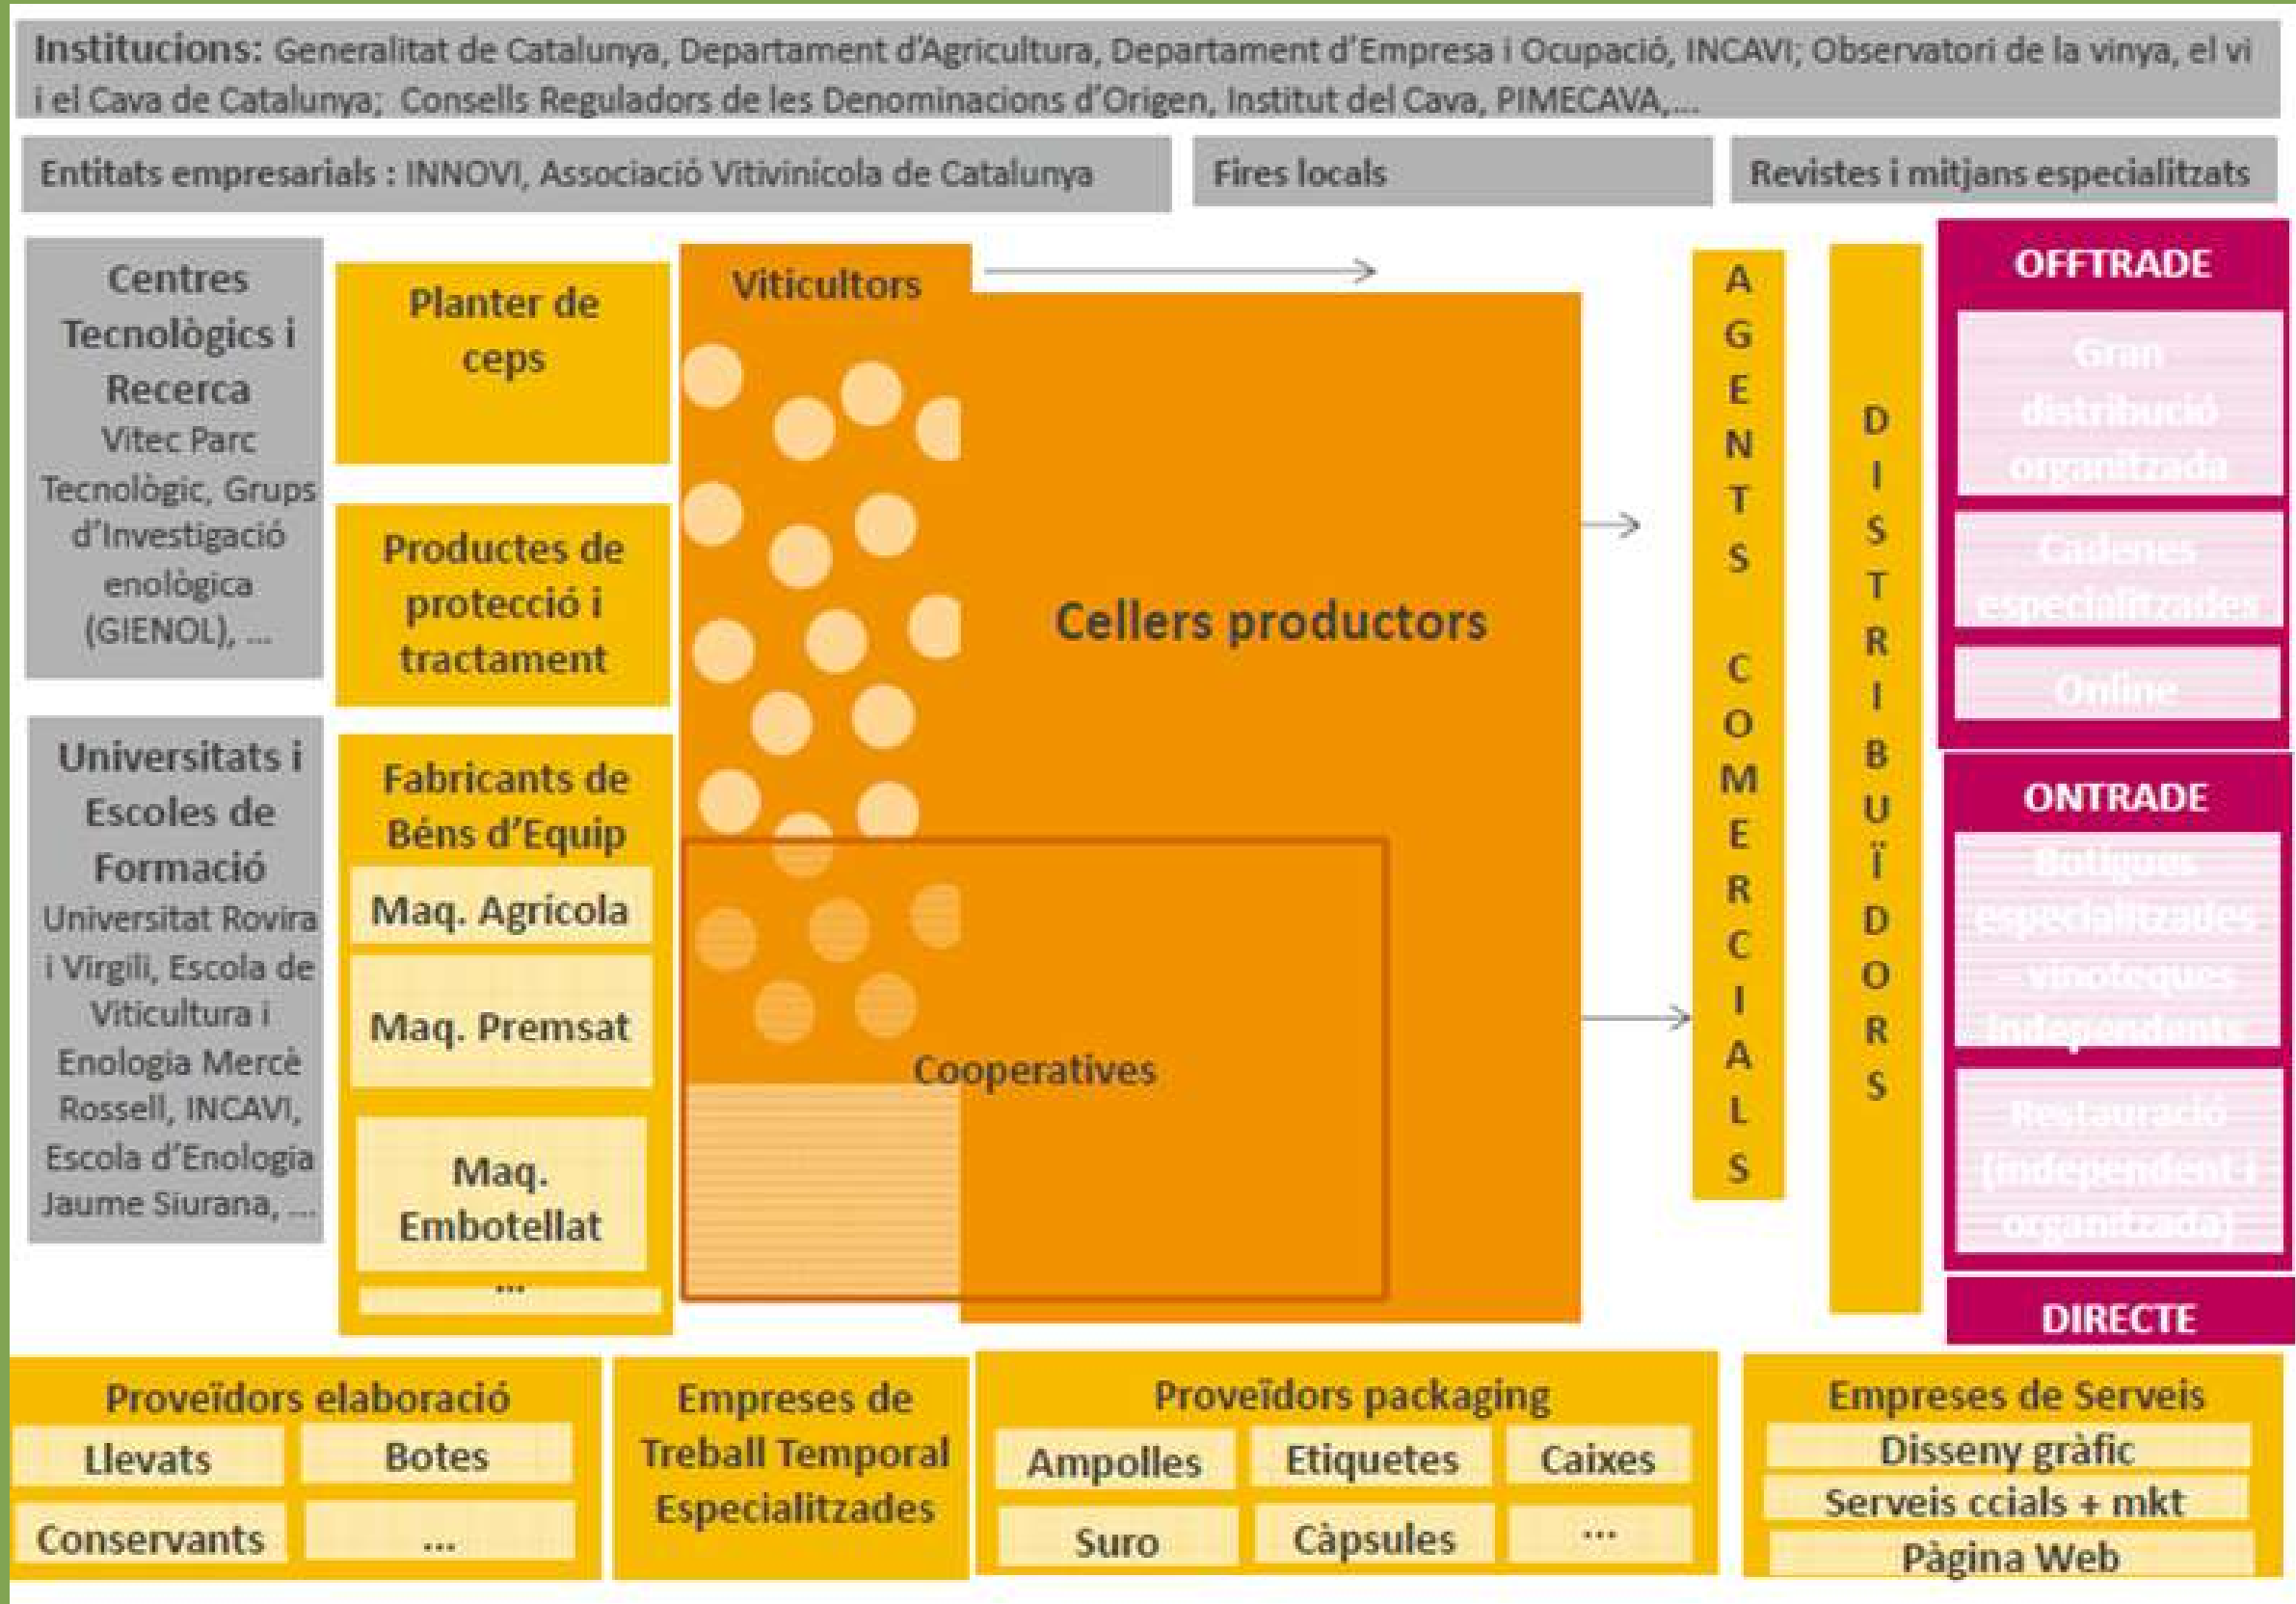 Institucions: Generalitat de Catalunya, Departament d'Agricultura, Departament d'Empresa i Ocupació, INCAVI; Observatori de la vinya, el vi
i el Cava de Catalunya; Consells Reguladors de les Denominacions d'Origen, Institut del Cava, PIMECAVA,...
Entitats empresarials : INNOVI, Associació Vitivinícola de Catalunya
Fires locals
Revistes i mitjans especialitzats
Centres
Tecnològics i
Recerca
Vitec Parc
Tecnològic, Grups
d'Investigació
enològica
(GIENOL), ...
Universitats i
Escoles de
Formació
Universitat Rovira
i Virgili, Escola de
Viticultura i
Enologia Mercè
Rossell, INCAVI,
Escola d'Enologia
Jaume Siurana, ...
Planter de
ceps
Productes de
protecció i
tractament
Fabricants de
Béns d'Equip
Maq. Agrícola
Maq. Premsat
Maq.
Embotellat
...
Viticultors
Cellers productors
Cooperatives
AGENTS COMERCIALS
DISTRIBUÏDORS
OFFTRADE
Gran
distribució
organitzada
Cadenes
especialitzades
Online
ONTRADE
Botigues
especialitzades
- vinoteques
independents
Restauració
(independent i
organitzada)
DIRECTE
Proveïdors elaboració
Llevats
Botes
Conservants
...
Empreses de
Treball Temporal
Especialitzades
Proveïdors packaging
Ampolles
Etiquetes
Caixes
Suro
Càpsules
...
Empreses de Serveis
Disseny gràfic
Serveis ccials + mkt
Pàgina Web